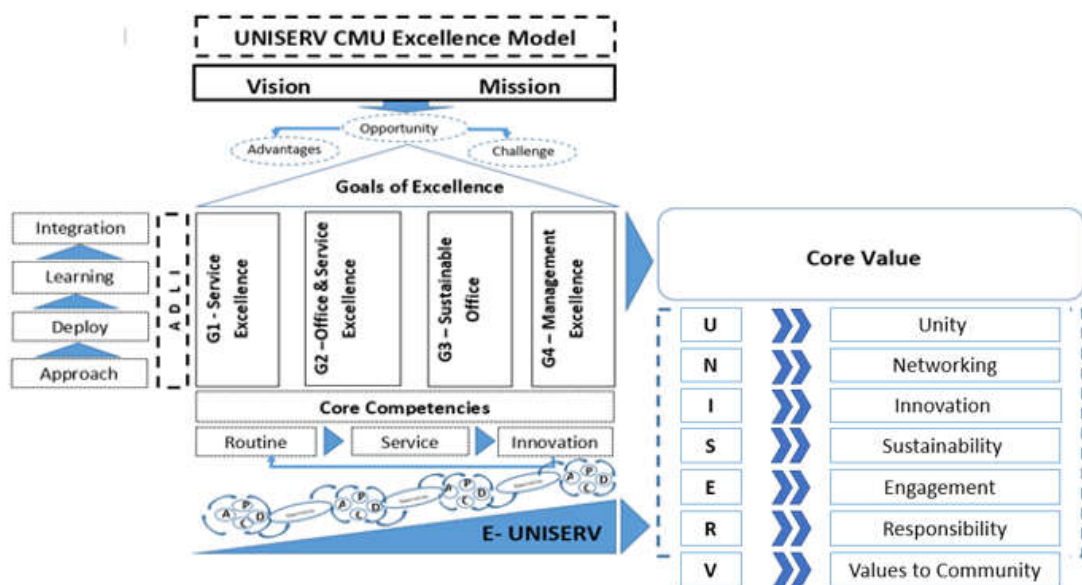 UNISERV CMU Excellence Model
Vision
Mission
Opportunity
Advantages
Challenge
Goals of Excellence
Integration
Learning
Deploy
Approach
A D L I
G1 - Service
Excellence
G2 –Office & Service
Excellence
G3 – Sustainable
Office
G4 – Management
Excellence
Core Competencies
Routine
Service
Innovation
A P D C
A P D C
A P D C
A P D C
E- UNISERV
Core Value
U Unity
N Networking
I Innovation
S Sustainability
E Engagement
R Responsibility
V Values to Community